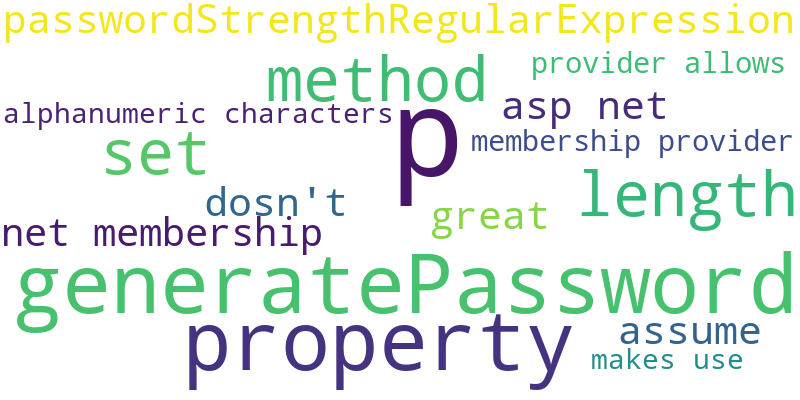 passwordStrengthRegularExpression
method
provider allows
alphanumeric characters
p
asp net
set
membership provider
dosn't
great
length
net membership
generatePassword
property
assume
makes use